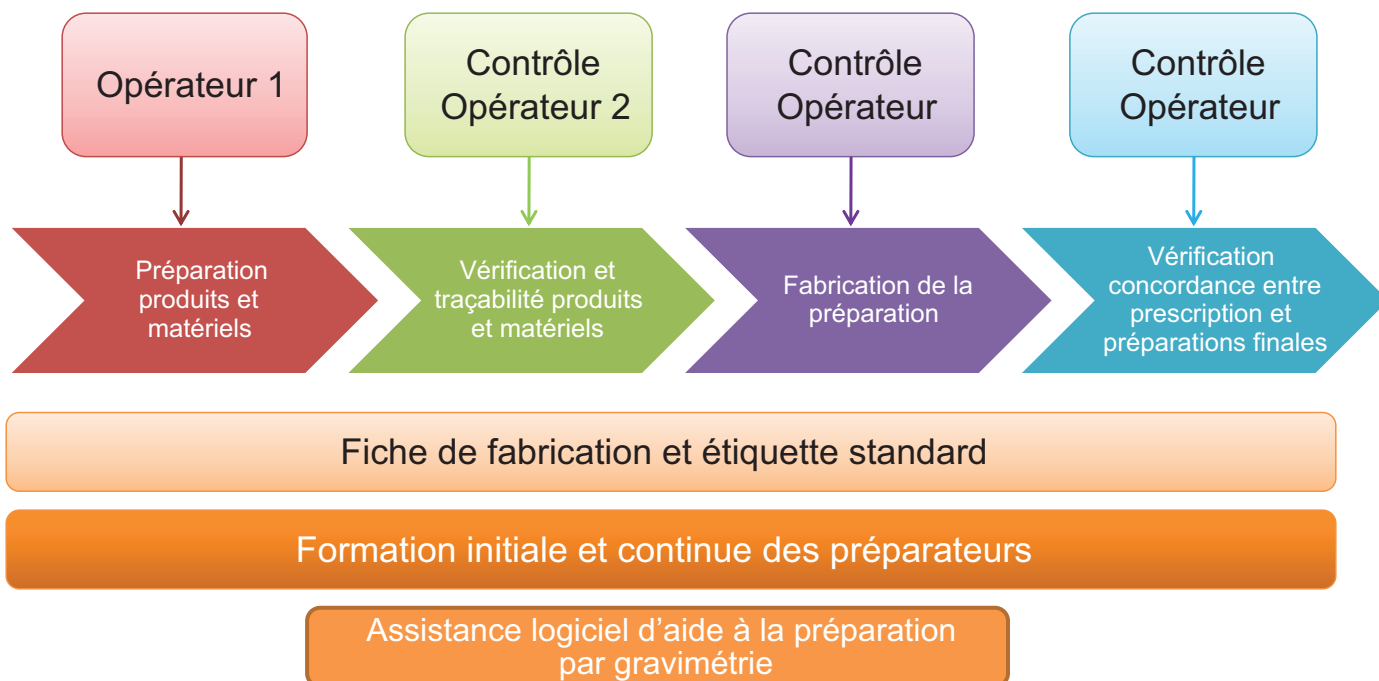 Opérateur 1
Contrôle
Opérateur 2
Contrôle
Opérateur
Contrôle
Opérateur
Préparation
produits et
matériels
Vérification et
traçabilité produits
et matériels
Fabrication de la
préparation
Vérification
concordance entre
prescription et
préparations finales
Fiche de fabrication et étiquette standard
Formation initiale et continue des préparateurs
Assistance logiciel d’aide à la préparation
par gravimétrie